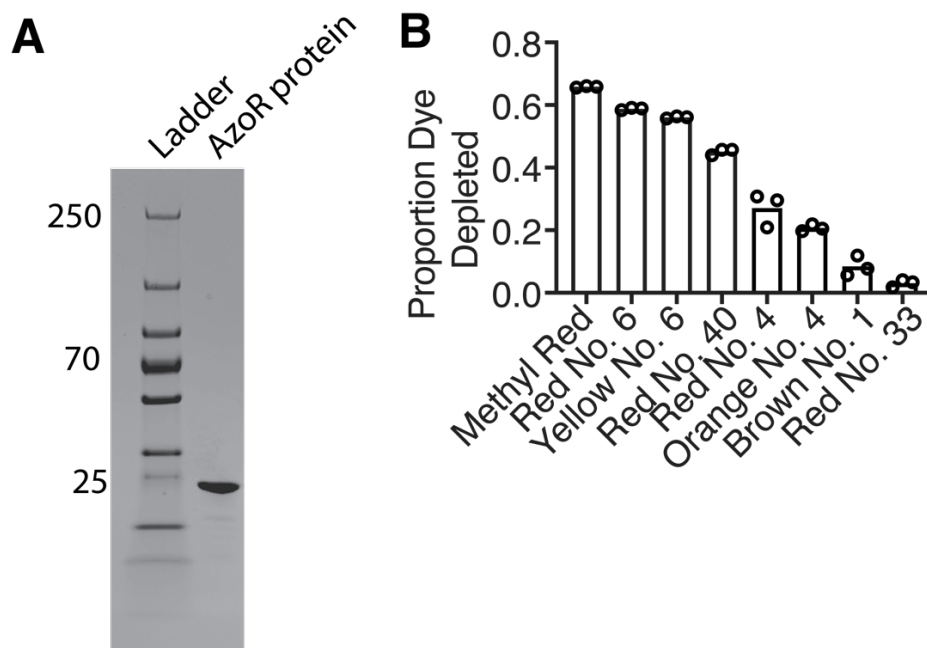 A
Ladder
AzoR protein
250
70
25
B
Proportion Dye
Depleted
0.8
0.6
0.4
0.2
0.0
Methyl Red
Red No. 6
Yellow No. 6
Red No. 40
Red No. 4
Orange No. 4
Brown No. 1
Red No. 33